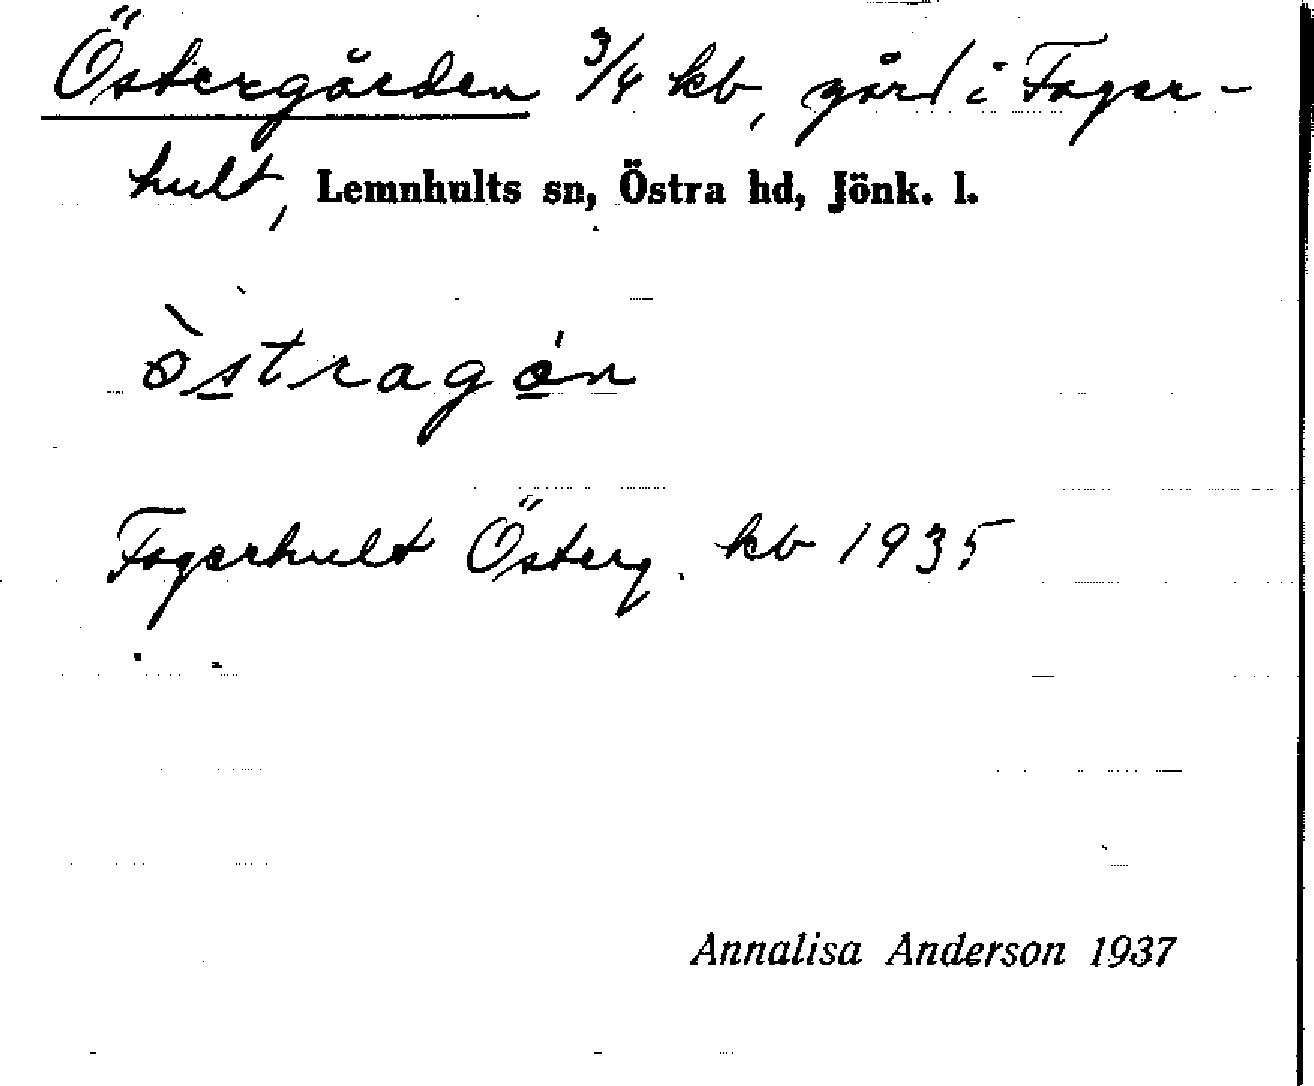 Östergården 3/4 kb, gård i Fager-
hult, Lemnhults sn, Östra hd, Jönk. l.
òstragón
Fagerhult Österg. kb 1935
Annalisa Anderson 1937